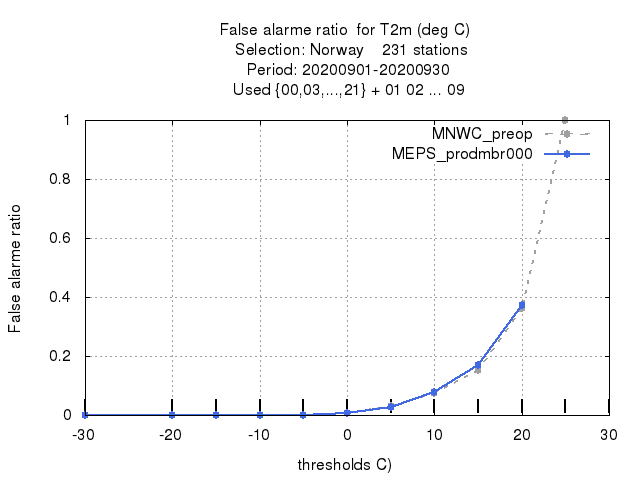 False alarme ratio  for T2m (deg C)
Selection: Norway    231 stations
Period: 20200901-20200930
Used {00,03,...,21} + 01 02 ... 09
MNWC_preop
MEPS_prodmbr000
False alarme ratio
1
0.8
0.6
0.4
0.2
0
-30 -20 -10 0 10 20 30
thresholds C)